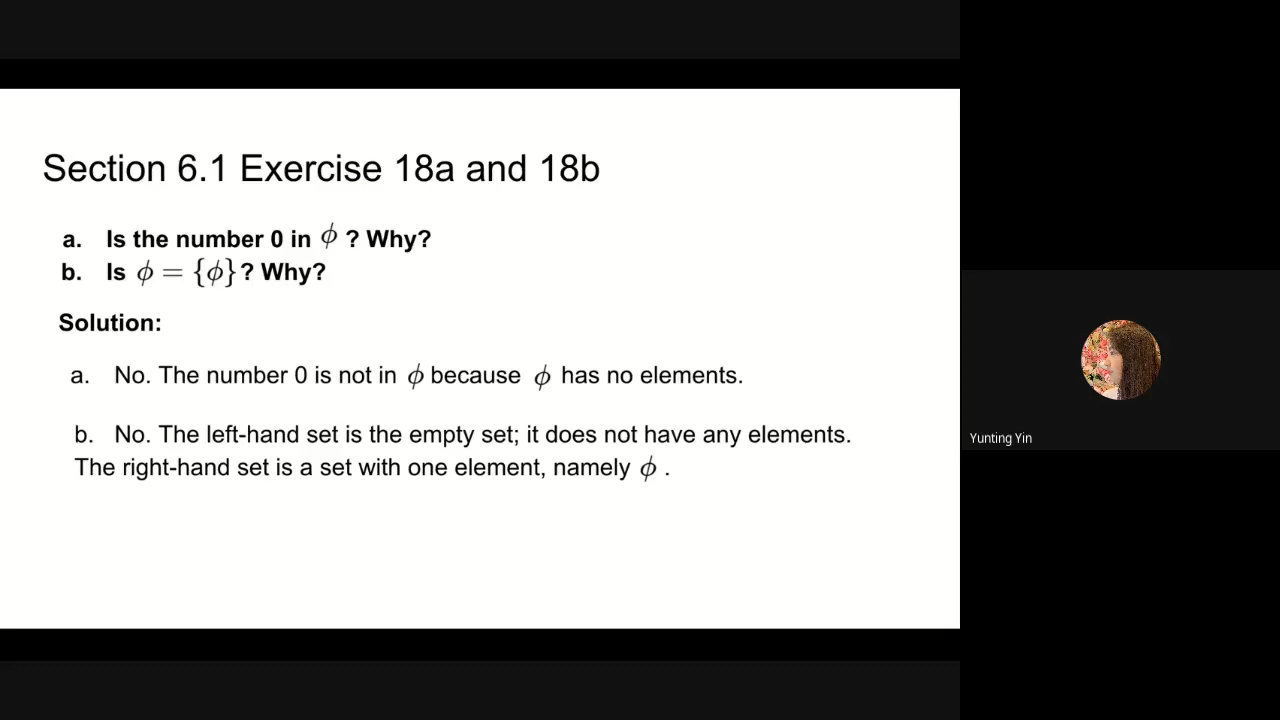 Section 6.1 Exercise 18a and 18b
a. Is the number 0 in ϕ ? Why?
b. Is ϕ = {ϕ} ? Why?
Solution:
a. No. The number 0 is not in ϕ because ϕ has no elements.
b. No. The left-hand set is the empty set; it does not have any elements.
The right-hand set is a set with one element, namely ϕ .
Yunting Yin